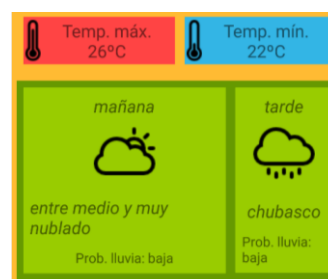 Temp. máx.
26ºC
Temp. mín.
22ºC
mañana
entre medio y muy
nublado
Prob. lluvia: baja
tarde
chubasco
Prob. lluvia:
baja